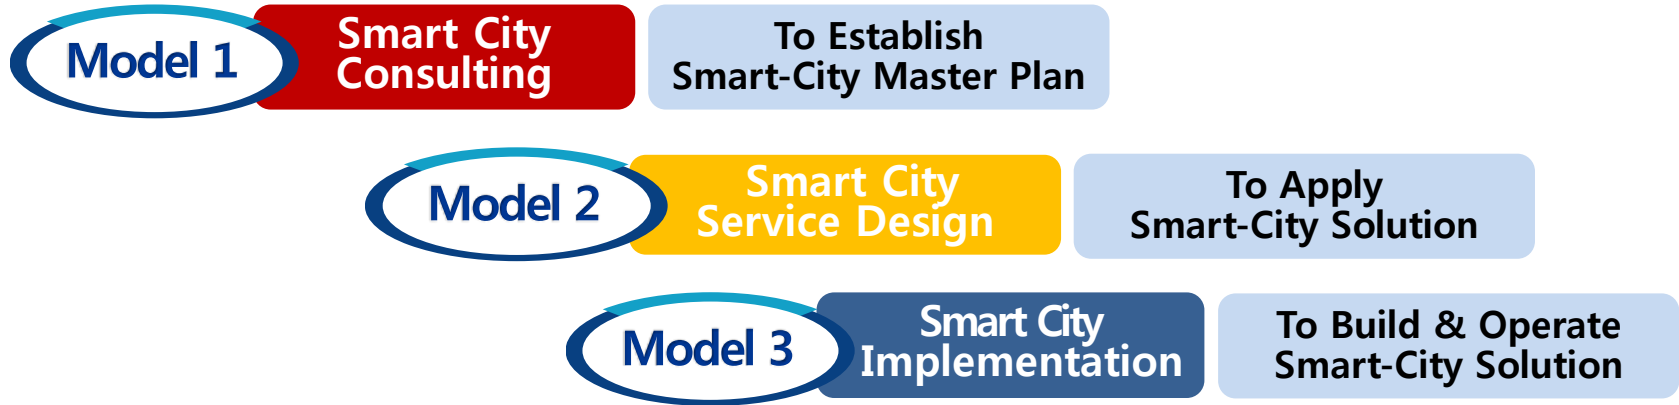 Model 1
Smart City
Consulting
To Establish
Smart-City Master Plan
Model 2
Smart City
Service Design
To Apply
Smart-City Solution
Model 3
Smart City
Implementation
To Build & Operate
Smart-City Solution